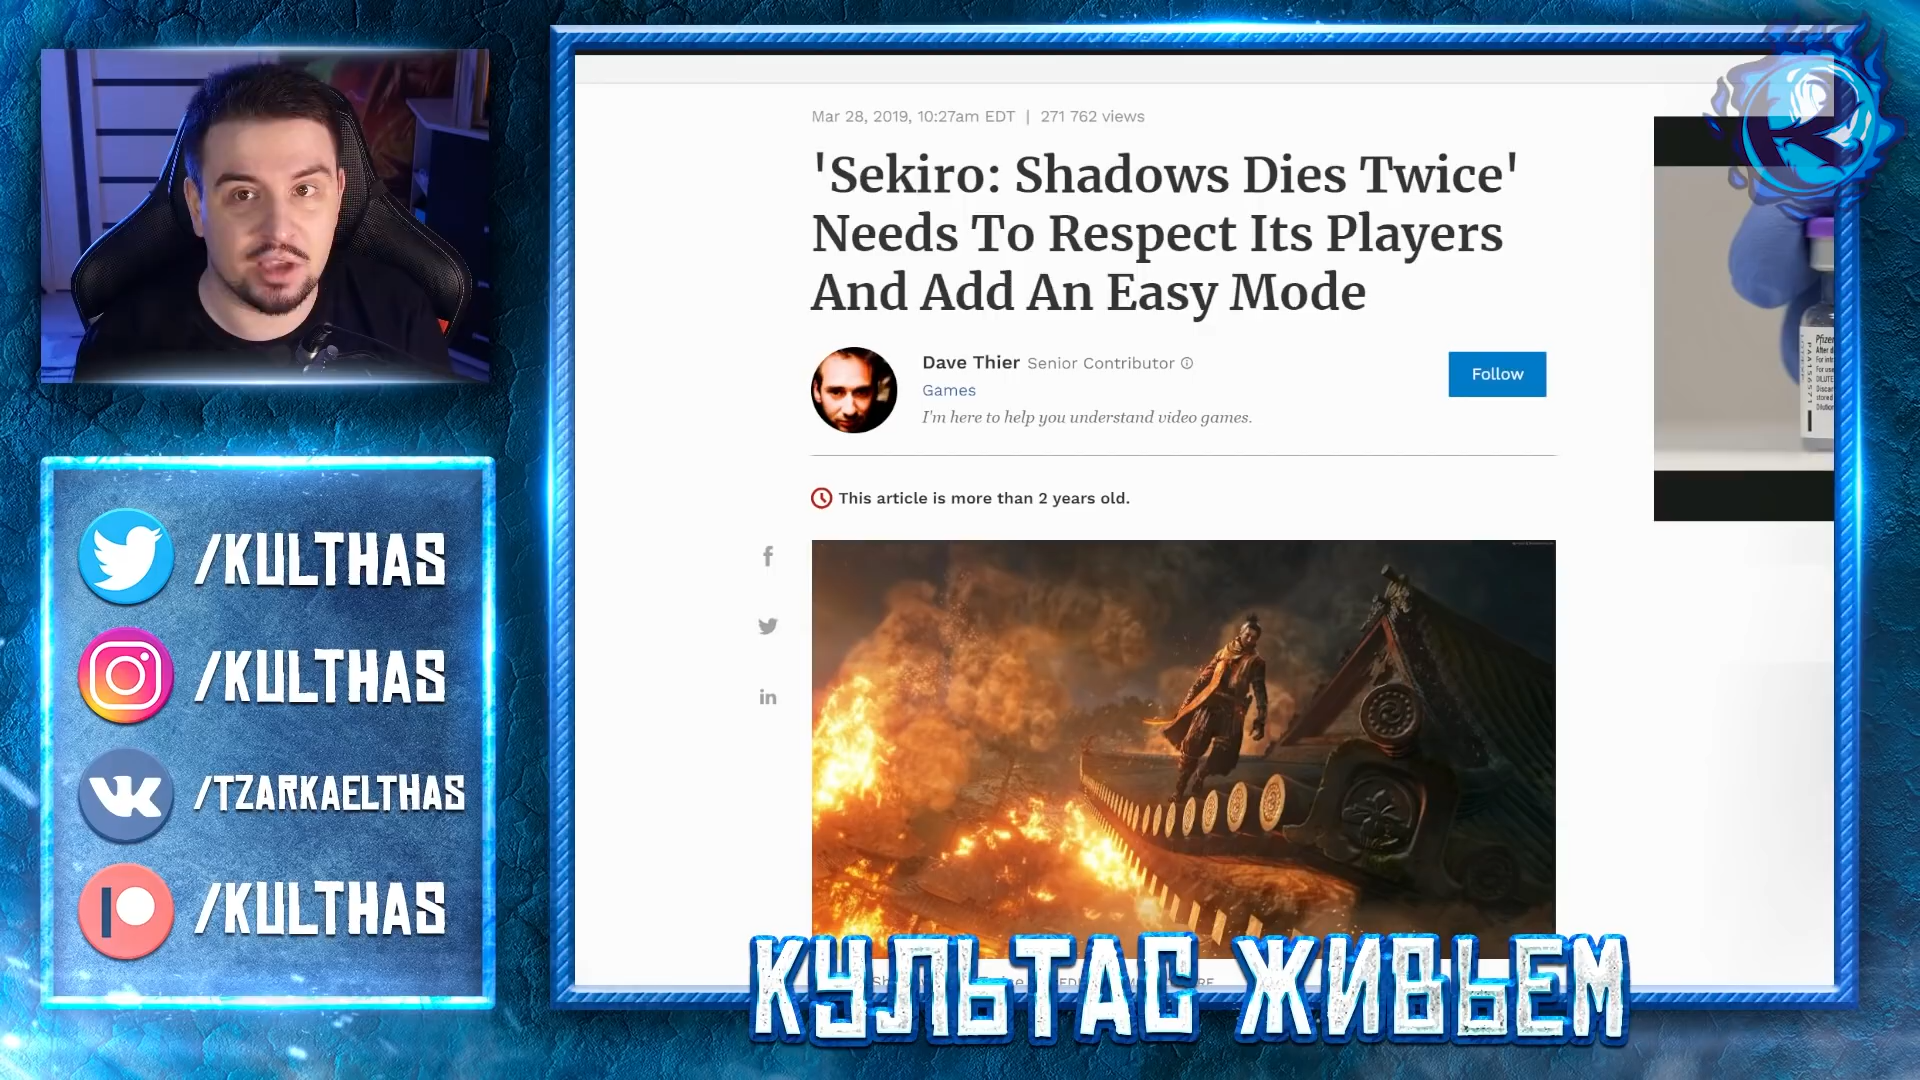 Mar 28, 2019, 10:27am EDT | 271 762 views
'Sekiro: Shadows Dies Twice'
Needs To Respect Its Players
And Add An Easy Mode
Dave Thier Senior Contributor
Games
I'm here to help you understand video games.
Follow
This article is more than 2 years old.
f
in
/KULTHAS
/KULTHAS
/TZARKAELTHAS
/KULTHAS
Pfizer
КУЛЬТАС ЖИВЬЕМ